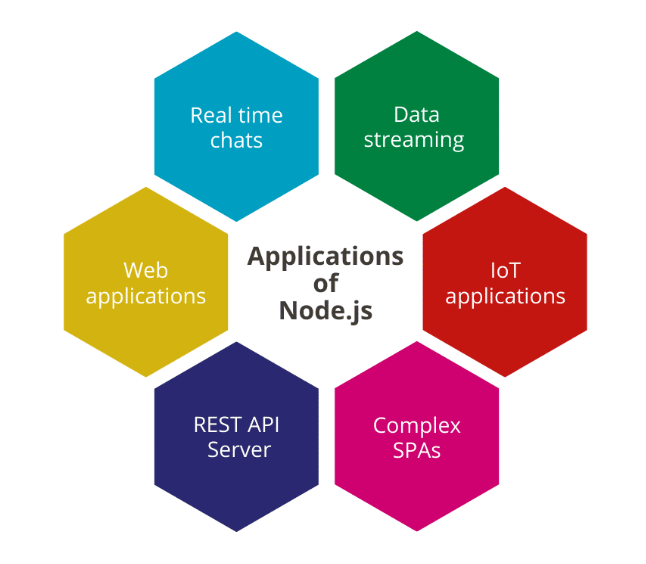 Real time
chats
Data
streaming
Web
applications
Applications
of
Node.js
IoT
applications
REST API
Server
Complex
SPAs